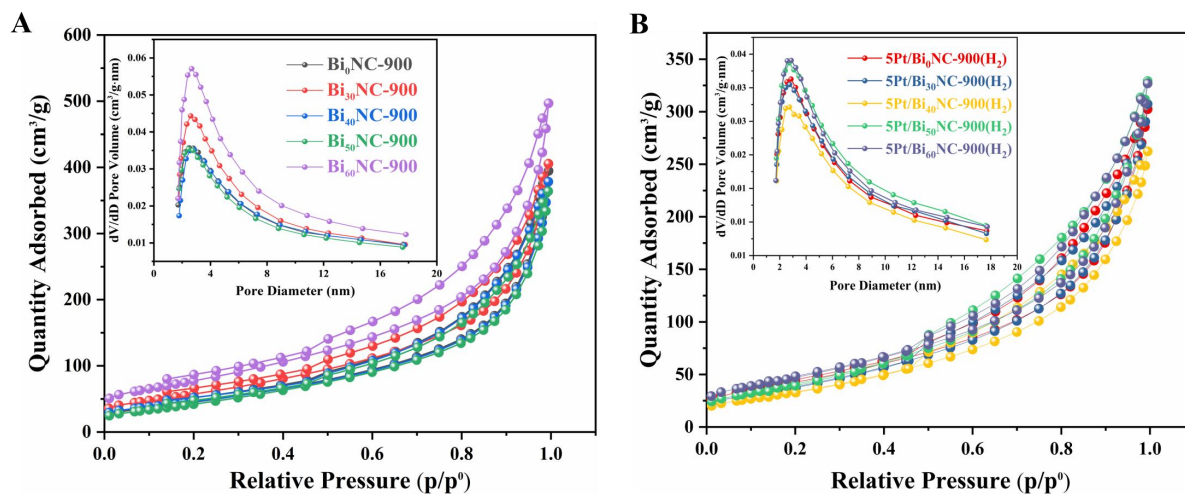 A
Quantity Adsorbed (cm³/g)
600
500
400
300
200
100
0
0.0
0.2
0.4
0.6
0.8
1.0
Relative Pressure (p/p⁰)
dV/dD Pore Volume (cm³/g·nm)
0.06
0.05
0.04
0.03
0.02
0.01
0
4
8
12
16
20
Pore Diameter (nm)
Bi₀NC-900
Bi₃₀NC-900
Bi₄₀NC-900
Bi₅₀NC-900
Bi₆₀NC-900
B
Quantity Adsorbed (cm³/g)
350
300
250
200
150
100
50
0
0.0
0.2
0.4
0.6
0.8
1.0
Relative Pressure (p/p⁰)
dV/dD Pore Volume (cm³/g·nm)
0.04
0.03
0.03
0.02
0.01
0.01
0.01
0
2
4
6
8
10
12
14
16
18
20
Pore Diameter (nm)
5Pt/Bi₀NC-900(H₂)
5Pt/Bi₃₀NC-900(H₂)
5Pt/Bi₄₀NC-900(H₂)
5Pt/Bi₅₀NC-900(H₂)
5Pt/Bi₆₀NC-900(H₂)